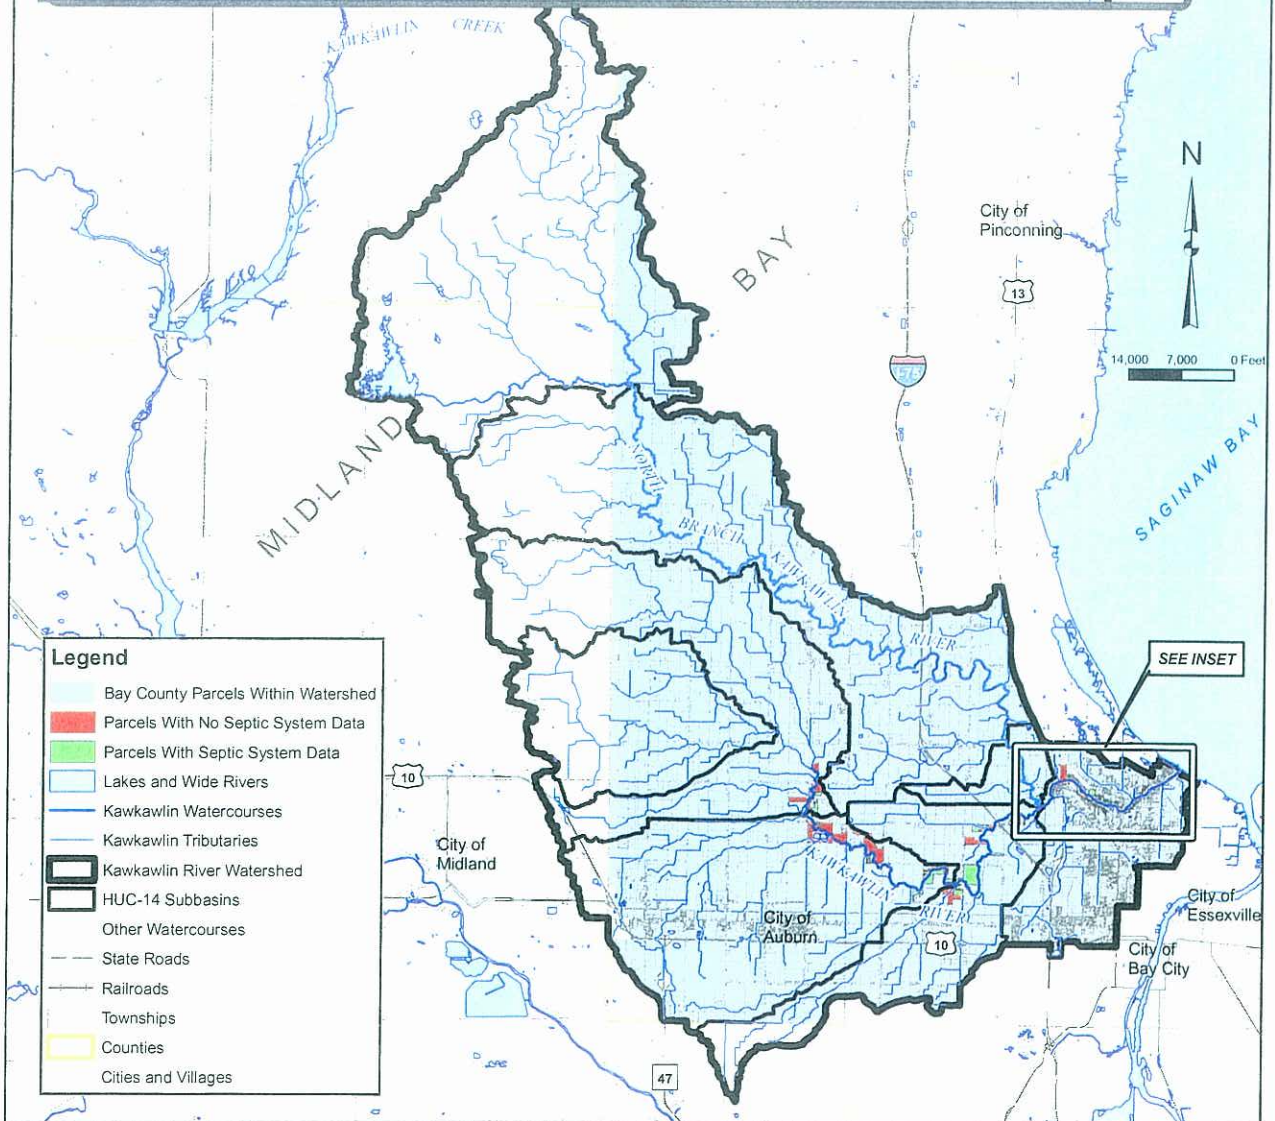 KAWKAWLIN CREEK
N
City of
Pinconning
BAY
13
I-75
14,000 7,000 0 Feet
MIDLAND
SAGINAW BAY
NORTH
BRANCH
KAWKAWLIN
RIVER
SEE INSET
Legend
Bay County Parcels Within Watershed
Parcels With No Septic System Data
Parcels With Septic System Data
Lakes and Wide Rivers
Kawkawlin Watercourses
Kawkawlin Tributaries
Kawkawlin River Watershed
HUC-14 Subbasins
Other Watercourses
State Roads
Railroads
Townships
Counties
Cities and Villages
10
City of
Midland
KAWKAWLIN
RIVER
City of
Auburn
10
City of
Essexville
City of
Bay City
47